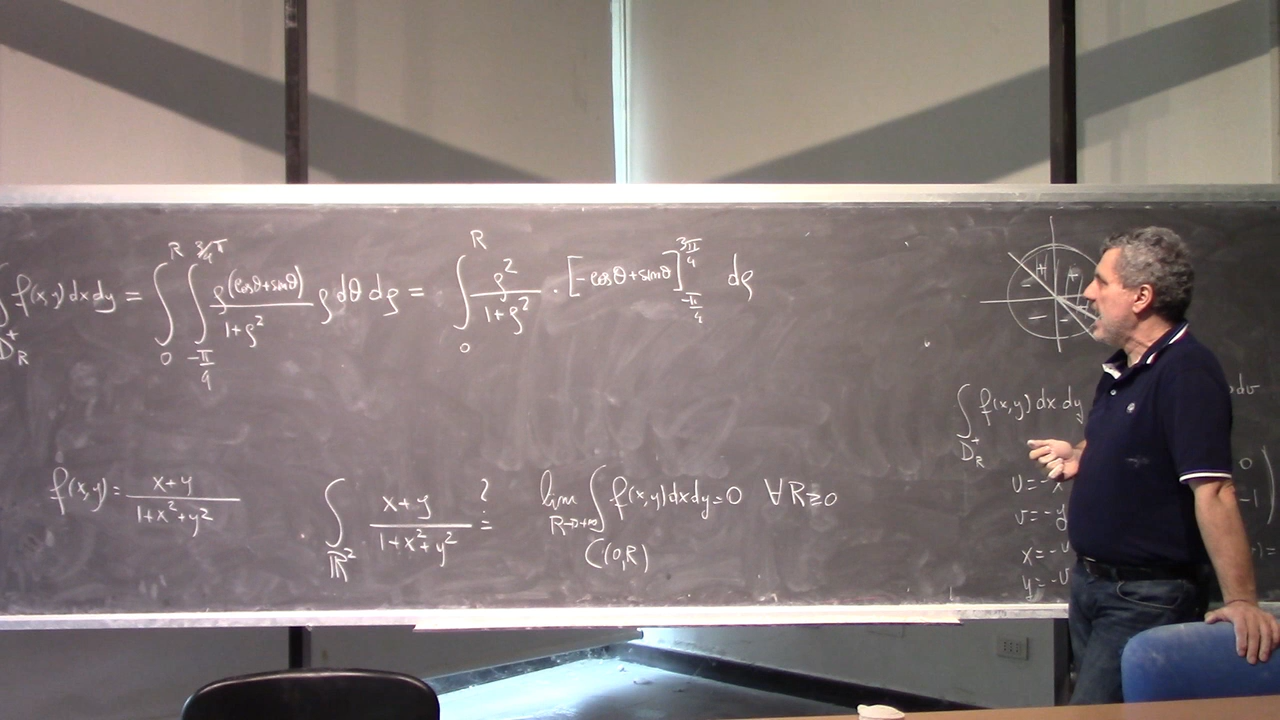 ∫_{D_R^+} f(x,y) dx dy = ∫_0^R ∫_{-π/4}^{3/4 π} ρ(cosθ+sinθ)/(1+ρ²) ρ dθ dρ = ∫_0^R ρ²/(1+ρ²) · [-cosθ+sinθ]_{-π/4}^{3π/4} dρ
+ +
- -
∫_{D_R^+} f(x,y) dx dy
f(x,y) = (x+y)/(1+x²+y²)
∫_{ℝ²} (x+y)/(1+x²+y²) =?
lim_{R→+∞} ∫_{C(0,R)} f(x,y) dx dy = 0 ∀R≥0
u=-x
v=-y
x=-u
y=-v